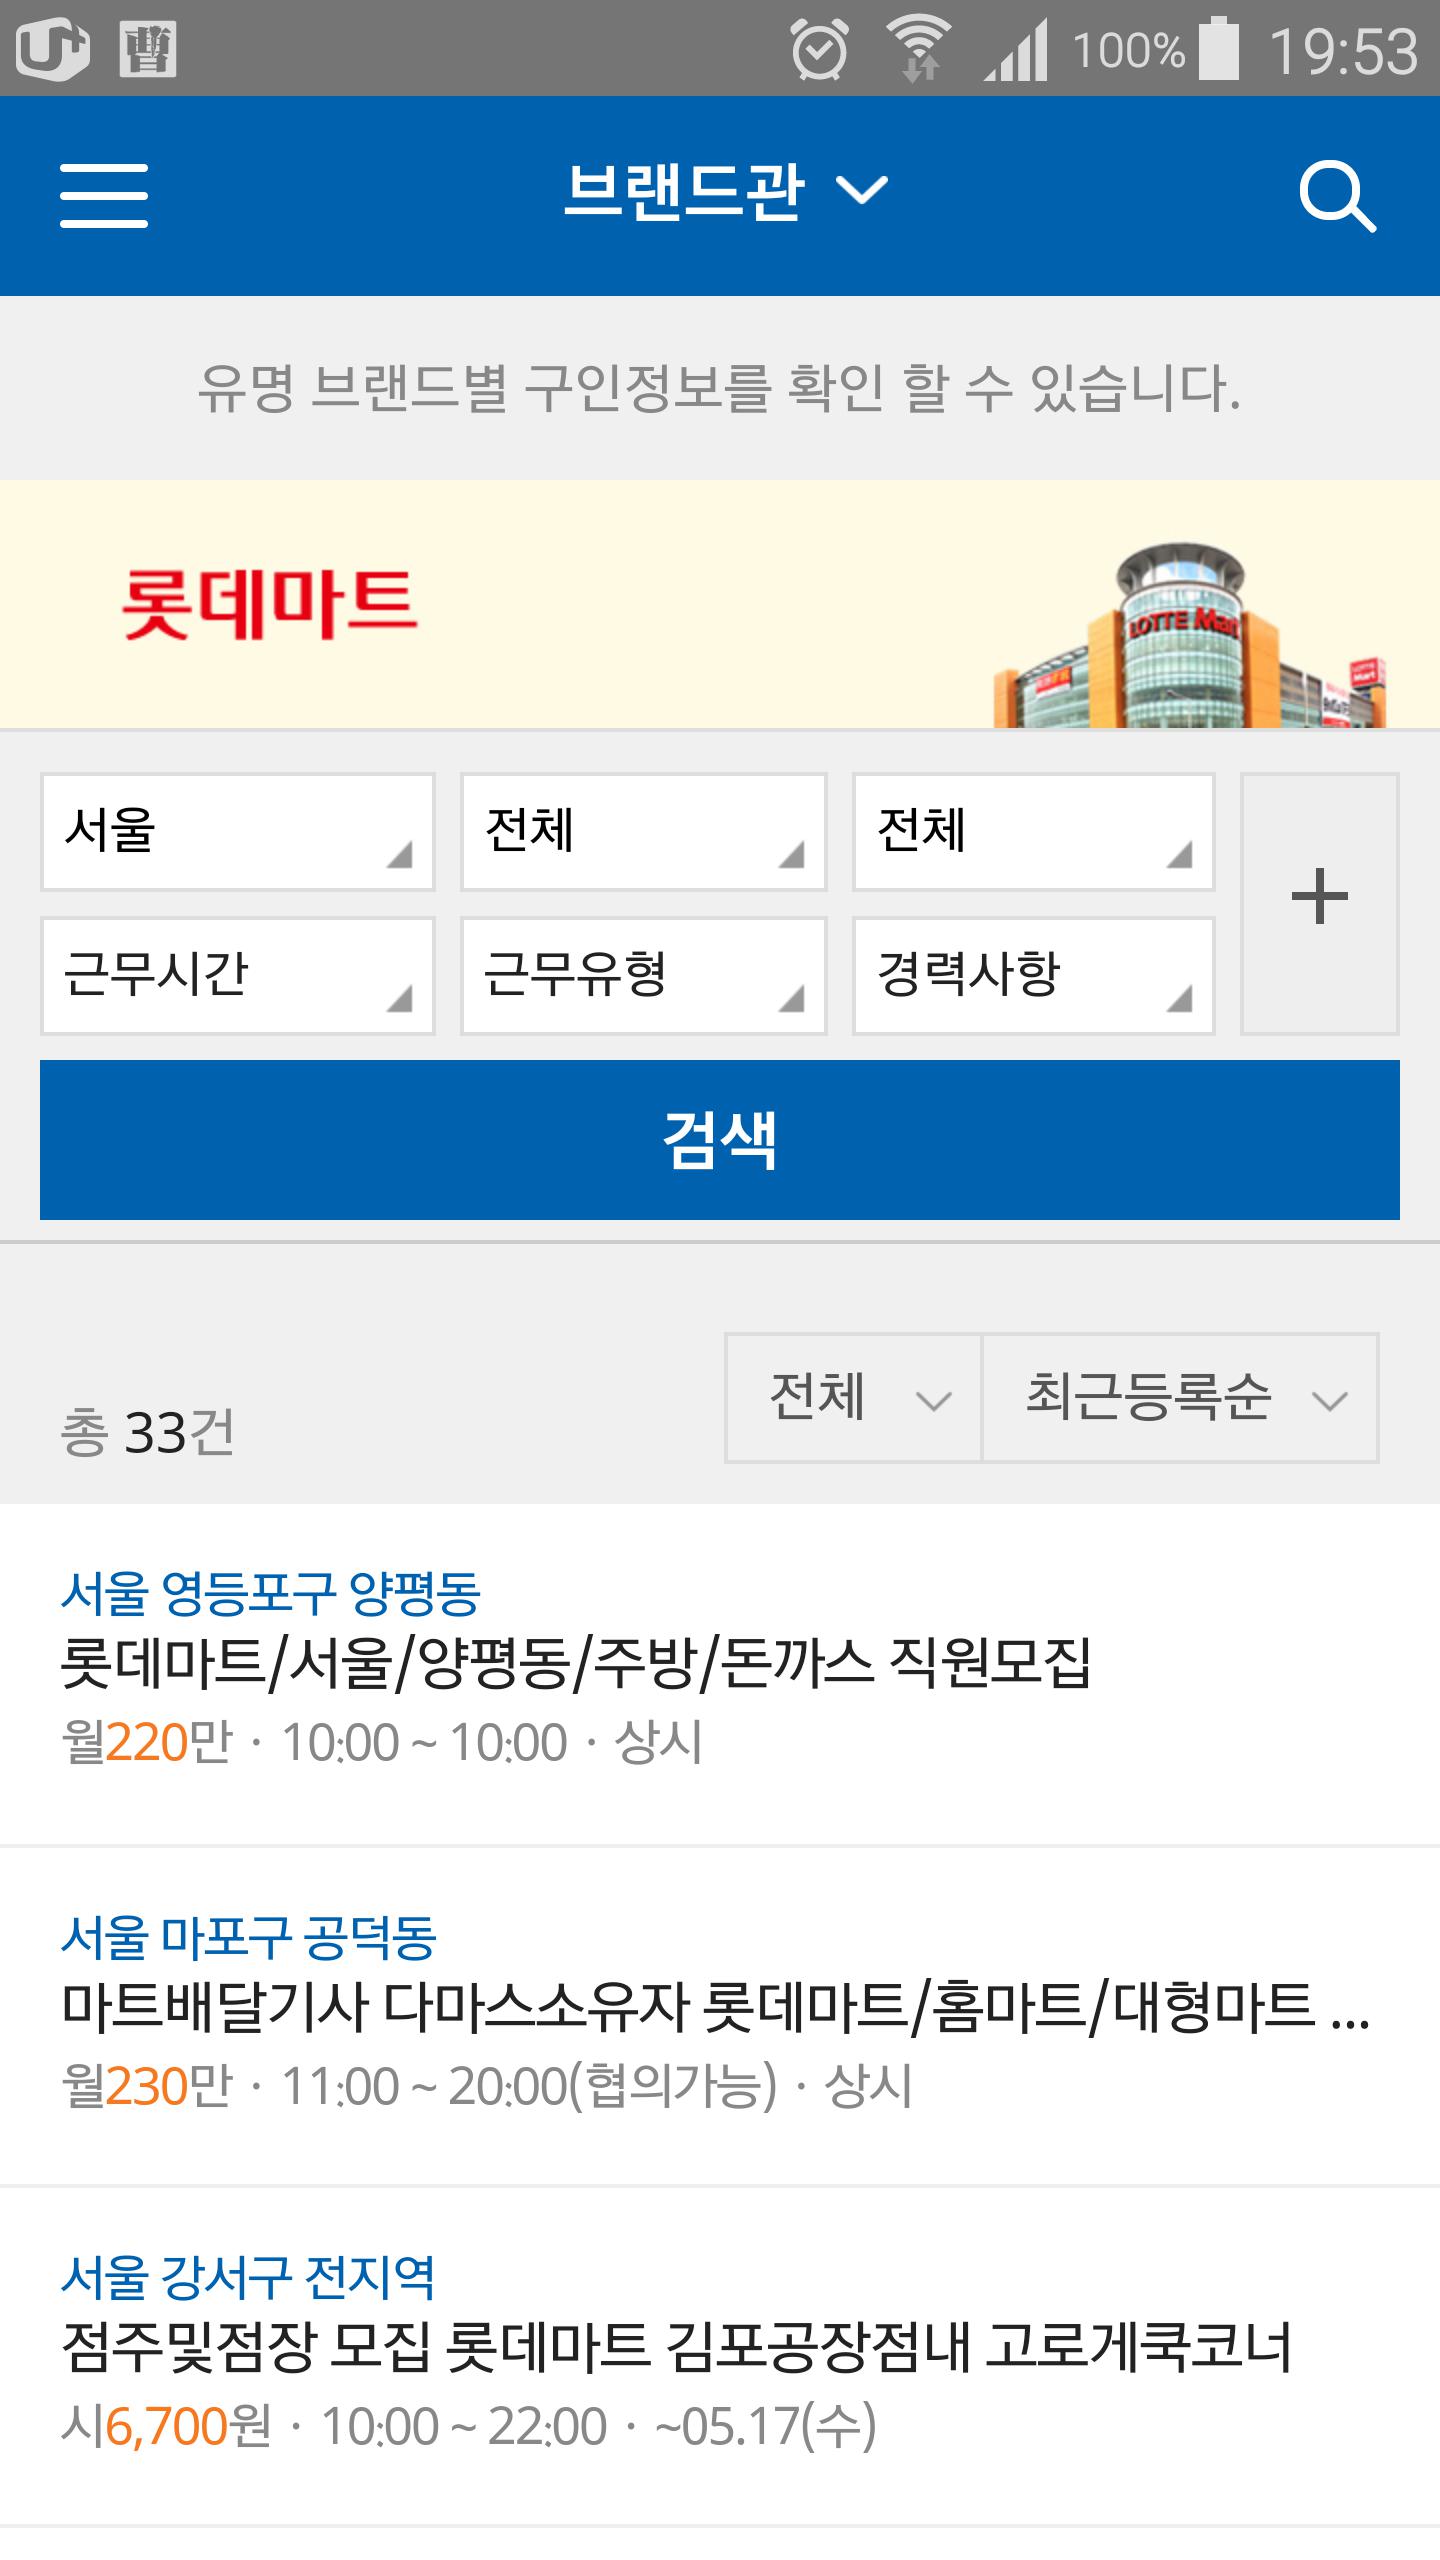 100% 19:53
브랜드관
유명 브랜드별 구인정보를 확인 할 수 있습니다.
롯데마트
LOTTE Mart
서울 전체 전체
근무시간 근무유형 경력사항
+
검색
총 33건 전체 최근등록순
서울 영등포구 양평동
롯데마트/서울/양평동/주방/돈까스 직원모집
월220만 · 10:00 ~ 10:00 · 상시
서울 마포구 공덕동
마트배달기사 다마스소유자 롯데마트/홈마트/대형마트 ...
월230만 · 11:00 ~ 20:00(협의가능) · 상시
서울 강서구 전지역
점주및점장 모집 롯데마트 김포공장점내 고로게쿡코너
시6,700원 · 10:00 ~ 22:00 · ~05.17(수)